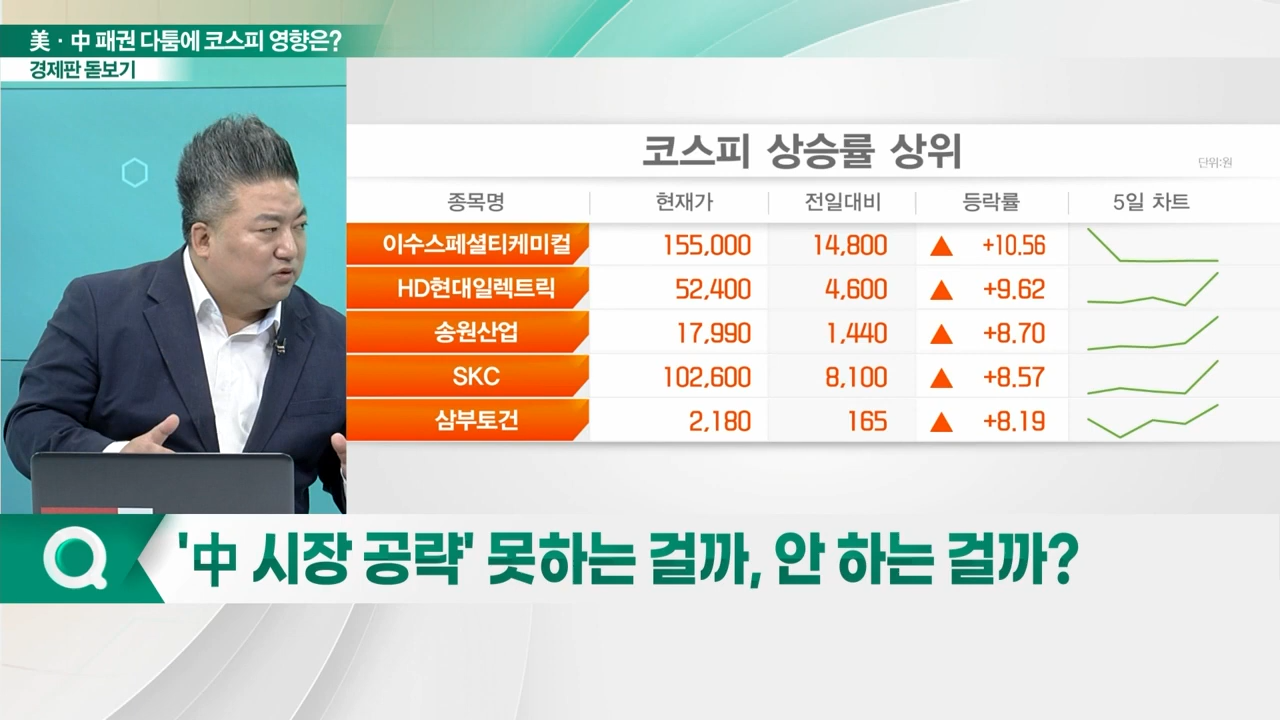 美·中 패권 다툼에 코스피 영향은?
경제판 돋보기
코스피 상승률 상위
단위:원
종목명 현재가 전일대비 등락률 5일 차트
이수스페셜티케미컬 155,000 14,800 ▲ +10.56
HD현대일렉트릭 52,400 4,600 ▲ +9.62
송원산업 17,990 1,440 ▲ +8.70
SKC 102,600 8,100 ▲ +8.57
삼부토건 2,180 165 ▲ +8.19
'中 시장 공략' 못하는 걸까, 안 하는 걸까?